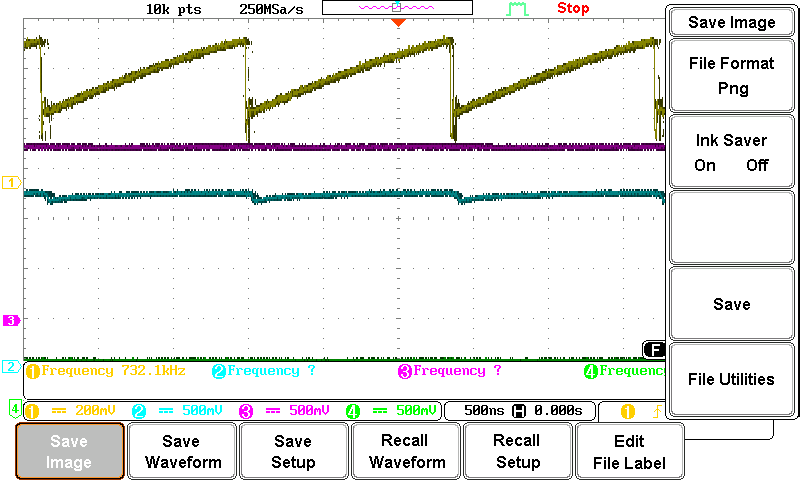 10k pts 250MSa/s Stop
Save Image
File Format
Png
Ink Saver
On Off
1
3
Save
F
2
1 Frequency 732.1kHz 2 Frequency ? 3 Frequency ? 4 Frequenc
File Utilities
4 1 200mV 2 500mV 3 500mV 4 500mV 500ns H 0.000s 1
Save
Image
Save
Waveform
Save
Setup
Recall
Waveform
Recall
Setup
Edit
File Label